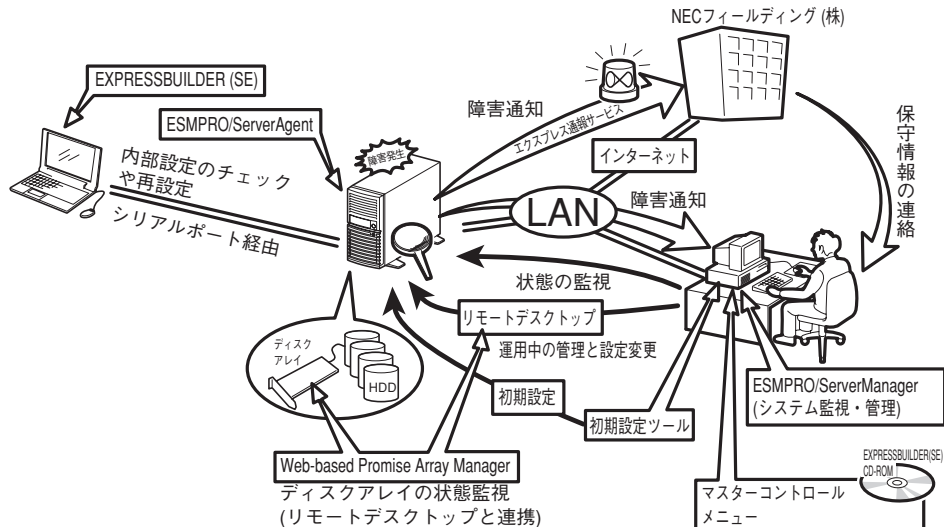 NECフィールディング (株)
EXPRESSBUILDER (SE)
ESMPRO/ServerAgent
障害発生
障害通知
エクスプレス通報サービス
インターネット
保守情報の連絡
内部設定のチェック
や再設定
シリアルポート経由
LAN
障害通知
状態の監視
リモートデスクトップ
運用中の管理と設定変更
ディスク
アレイ
HDD
初期設定
初期設定ツール
ESMPRO/ServerManager
(システム監視・管理)
Web-based Promise Array Manager
ディスクアレイの状態監視
(リモートデスクトップと連携)
マスターコントロール
メニュー
EXPRESSBUILDER(SE)
CD-ROM